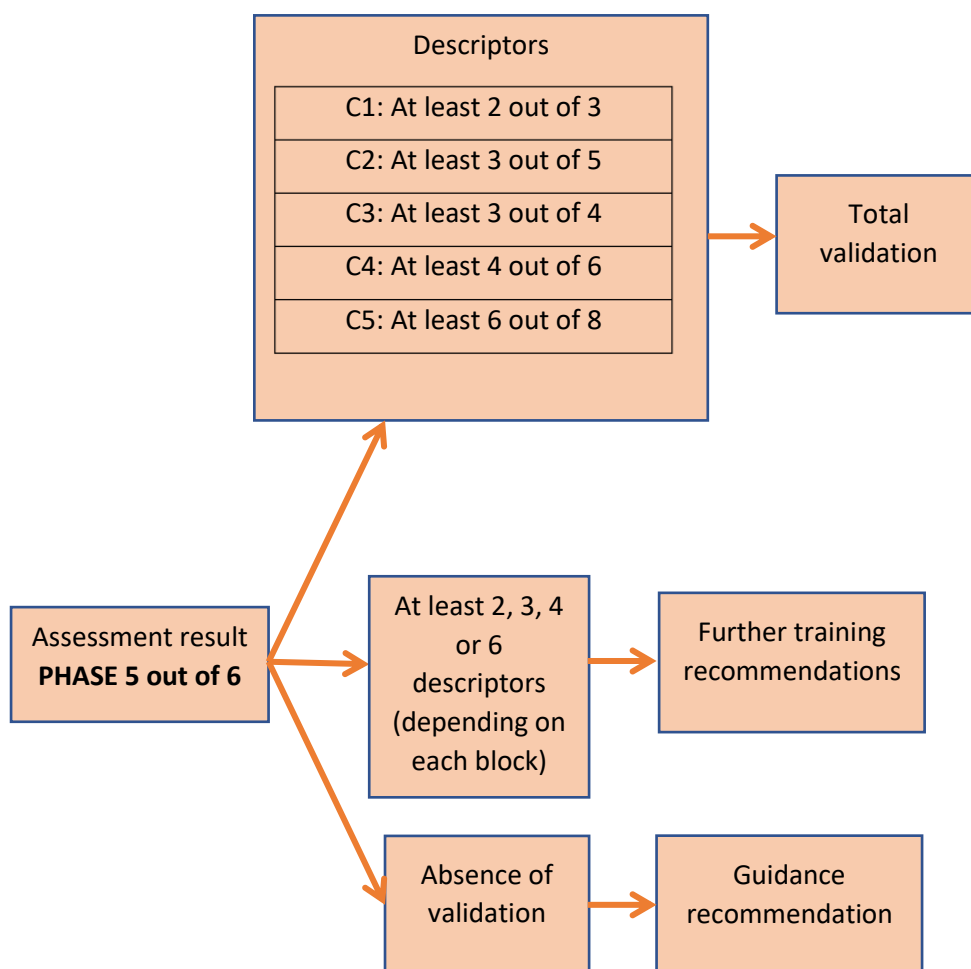 Descriptors
C1: At least 2 out of 3
C2: At least 3 out of 5
C3: At least 3 out of 4
C4: At least 4 out of 6
C5: At least 6 out of 8
Total
validation
Assessment result
PHASE 5 out of 6
At least 2, 3, 4
or 6
descriptors
(depending on
each block)
Further training
recommendations
Absence of
validation
Guidance
recommendation